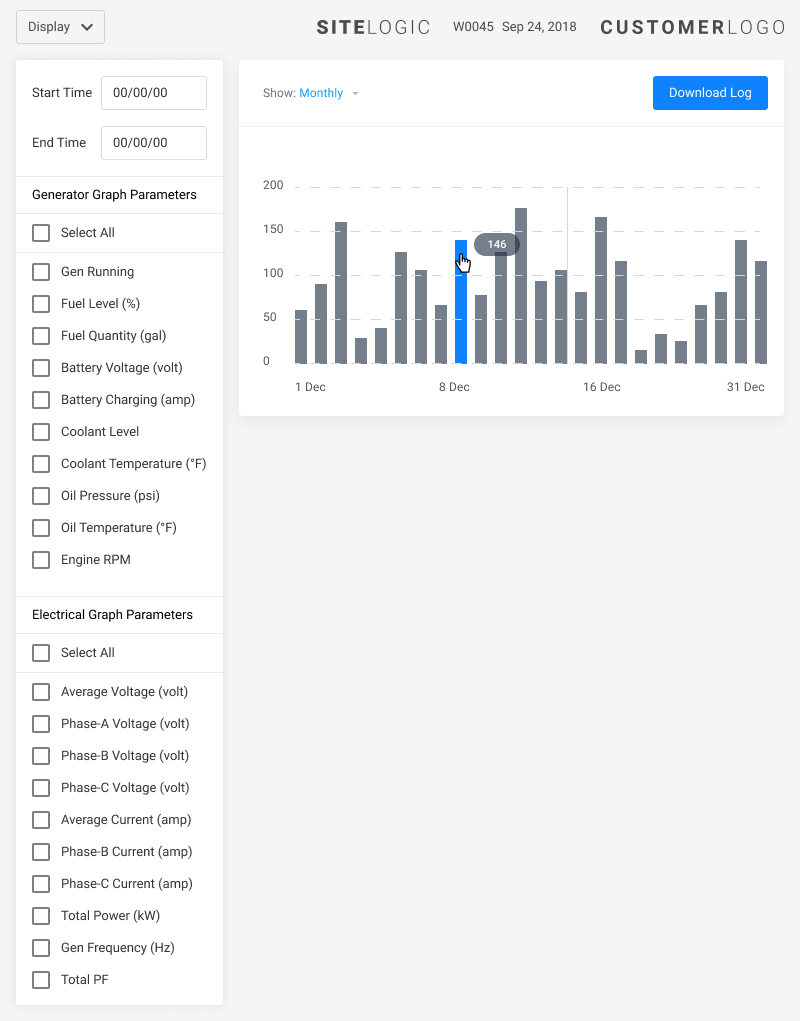 Display
SITELOGIC
W0045 Sep 24, 2018
CUSTOMERLOGO
Start Time 00/00/00
End Time 00/00/00
Generator Graph Parameters
Select All
Gen Running
Fuel Level (%)
Fuel Quantity (gal)
Battery Voltage (volt)
Battery Charging (amp)
Coolant Level
Coolant Temperature (°F)
Oil Pressure (psi)
Oil Temperature (°F)
Engine RPM
Electrical Graph Parameters
Select All
Average Voltage (volt)
Phase-A Voltage (volt)
Phase-B Voltage (volt)
Phase-C Voltage (volt)
Average Current (amp)
Phase-B Current (amp)
Phase-C Current (amp)
Total Power (kW)
Gen Frequency (Hz)
Total PF
Show: Monthly
Download Log
200
150
146
100
50
0
1 Dec 8 Dec 16 Dec 31 Dec